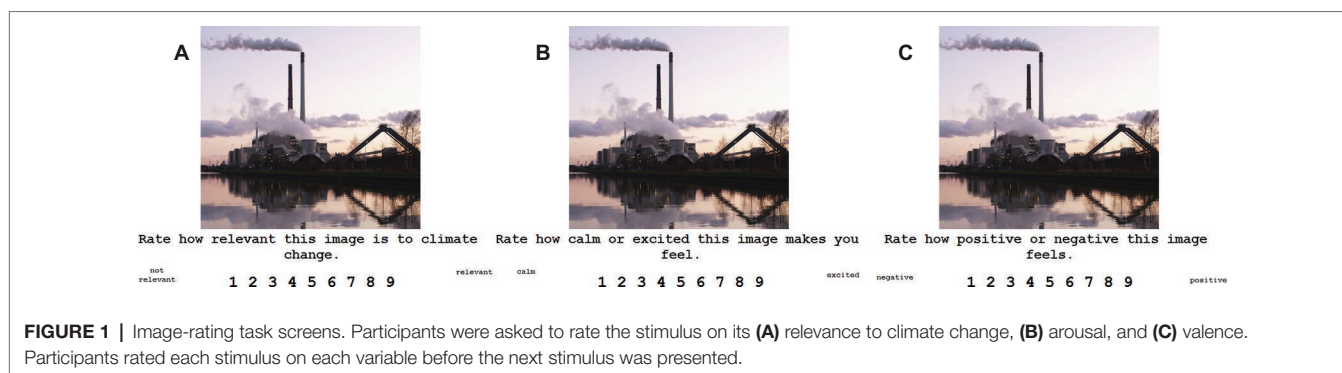 A
B
C
Rate how relevant this image is to climate
change.
not
relevant
1 2 3 4 5 6 7 8 9
relevant
Rate how calm or excited this image makes you
feel.
calm
1 2 3 4 5 6 7 8 9
excited
Rate how positive or negative this image
feels.
negative
1 2 3 4 5 6 7 8 9
positive
FIGURE 1 | Image-rating task screens. Participants were asked to rate the stimulus on its (A) relevance to climate change, (B) arousal, and (C) valence.
Participants rated each stimulus on each variable before the next stimulus was presented.